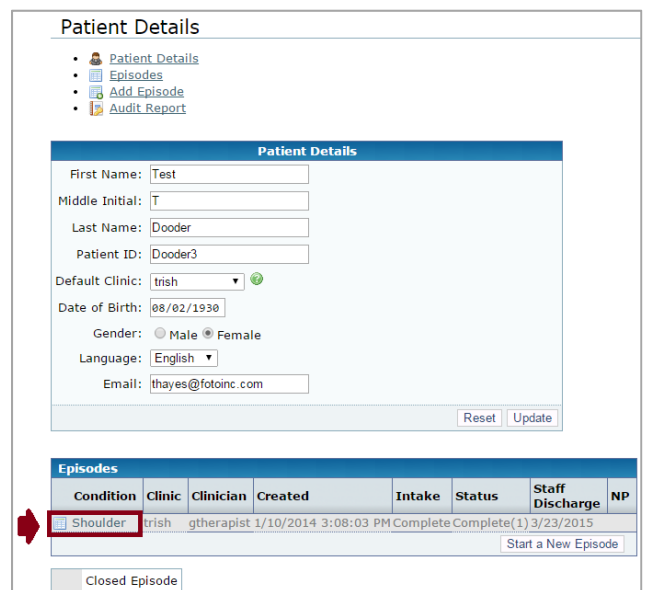 Patient Details
Patient Details
Episodes
Add Episode
Audit Report
Patient Details
First Name: Test
Middle Initial: T
Last Name: Dooder
Patient ID: Dooder3
Default Clinic: trish
Date of Birth: 08/02/1930
Gender: Male Female
Language: English
Email: thayes@fotoinc.com
Reset Update
Episodes
Condition Clinic Clinician Created Intake Status Staff Discharge NP
Shoulder trish gtherapist 1/10/2014 3:08:03 PM Complete Complete(1) 3/23/2015
Start a New Episode
Closed Episode